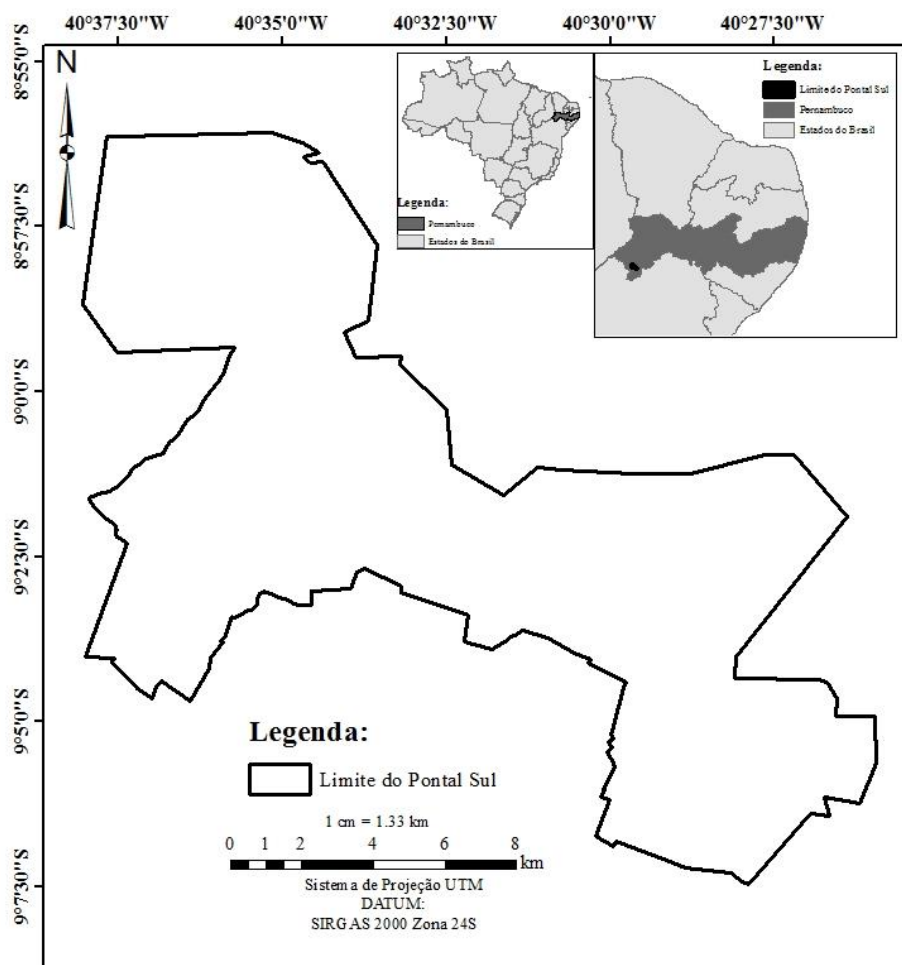 40°37'30"W 40°35'0"W 40°32'30"W 40°30'0"W 40°27'30"W
8°55'0"S
8°57'30"S
9°0'0"S
9°2'30"S
9°5'0"S
9°7'30"S
N
Legenda:
Pernambuco
Estados do Brasil
Legenda:
Limite do Pontal Sul
Pernambuco
Estados do Brasil
Legenda:
Limite do Pontal Sul
1 cm = 1.33 km
0 1 2 4 6 8
km
Sistema de Projeção UTM
DATUM:
SIRGAS 2000 Zona 24S